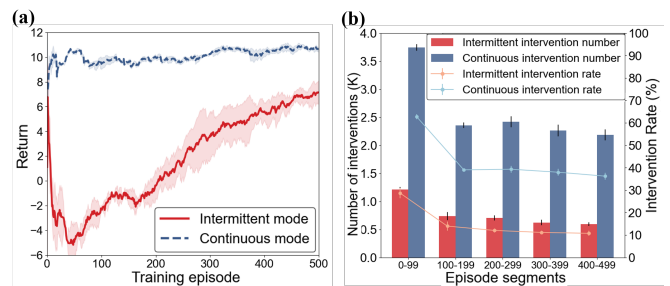 (a)
12
10
8
6
4
2
0
−2
−4
−6
Return
0 100 200 300 400 500
Training episode
Intermittent mode
Continuous mode
(b)
4.0
3.5
3.0
2.5
2.0
1.5
1.0
0.5
0.0
Number of Interventions (K)
Intermittent intervention number
Continuous intervention number
Intermittent intervention rate
Continuous intervention rate
100
90
80
70
60
50
40
30
20
10
0
Intervention Rate (%)
0-99 100-199 200-299 300-399 400-499
Episode segments